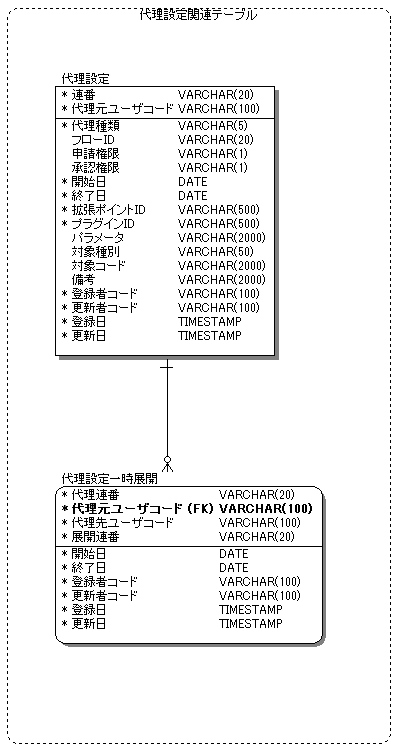 代理設定関連テーブル
代理設定
* 連番 VARCHAR(20)
* 代理元ユーザコード VARCHAR(100)
* 代理種類 VARCHAR(5)
フローID VARCHAR(20)
申請権限 VARCHAR(1)
承認権限 VARCHAR(1)
* 開始日 DATE
* 終了日 DATE
* 拡張ポイントID VARCHAR(500)
* プラグインID VARCHAR(500)
パラメータ VARCHAR(2000)
対象種別 VARCHAR(50)
対象コード VARCHAR(2000)
備考 VARCHAR(2000)
* 登録者コード VARCHAR(100)
* 更新者コード VARCHAR(100)
* 登録日 TIMESTAMP
* 更新日 TIMESTAMP
代理設定一時展開
* 代理連番 VARCHAR(20)
* 代理元ユーザコード (FK) VARCHAR(100)
* 代理先ユーザコード VARCHAR(100)
* 展開連番 VARCHAR(20)
* 開始日 DATE
* 終了日 DATE
* 登録者コード VARCHAR(100)
* 更新者コード VARCHAR(100)
* 登録日 TIMESTAMP
* 更新日 TIMESTAMP